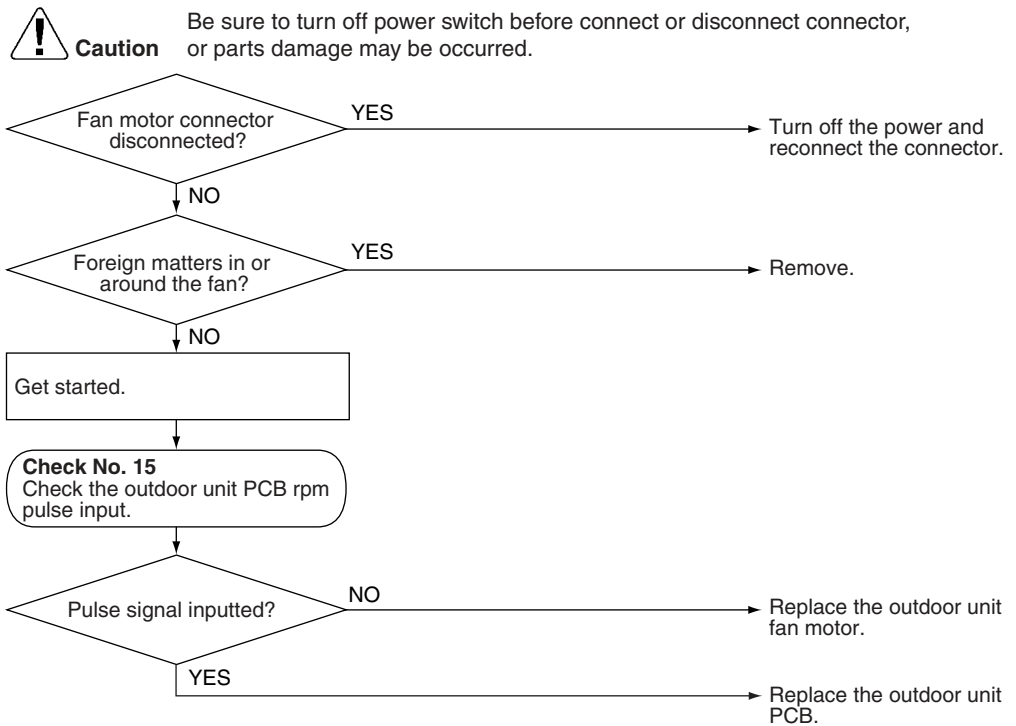 Be sure to turn off power switch before connect or disconnect connector,
Caution or parts damage may be occurred.
Fan motor connector
disconnected?
YES
Turn off the power and
reconnect the connector.
NO
Foreign matters in or
around the fan?
YES
Remove.
NO
Get started.
Check No. 15
Check the outdoor unit PCB rpm
pulse input.
Pulse signal inputted?
NO
Replace the outdoor unit
fan motor.
YES
Replace the outdoor unit
PCB.